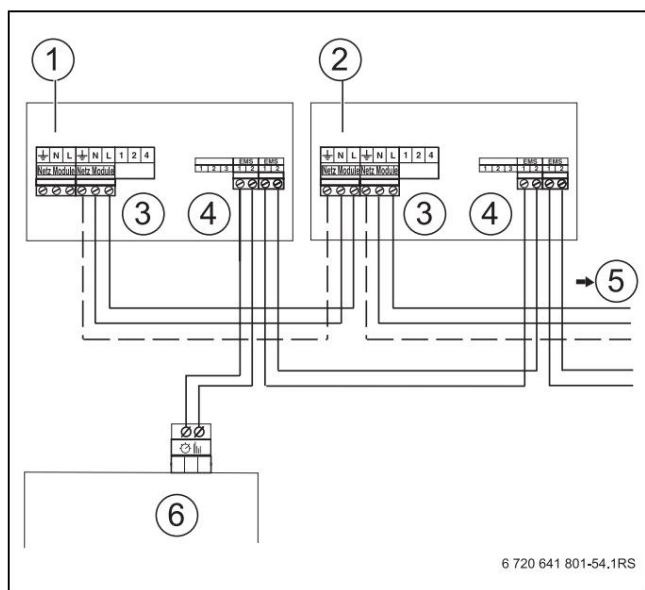 1
2
⏚ N L ⏚ N L 1 2 4
Netz Module Netz Module
EMS EMS
1 2 3 1 2 1 2
3
4
⏚ N L ⏚ N L 1 2 4
Netz Module Netz Module
EMS EMS
1 2 3 1 2 1 2
3
4
5
6
6 720 641 801-54.1RS